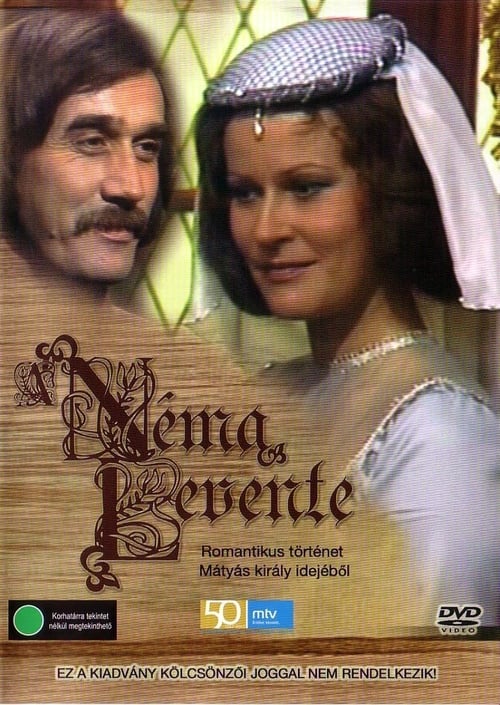 A Néma
Levente
Romantikus történet
Mátyás király idejéből
Korhatárra tekintet
nélkül megtekinthető
50 mtv
DVD
VIDEO
EZ A KIADVÁNY KÖLCSÖNZŐI JOGGAL NEM RENDELKEZIK!